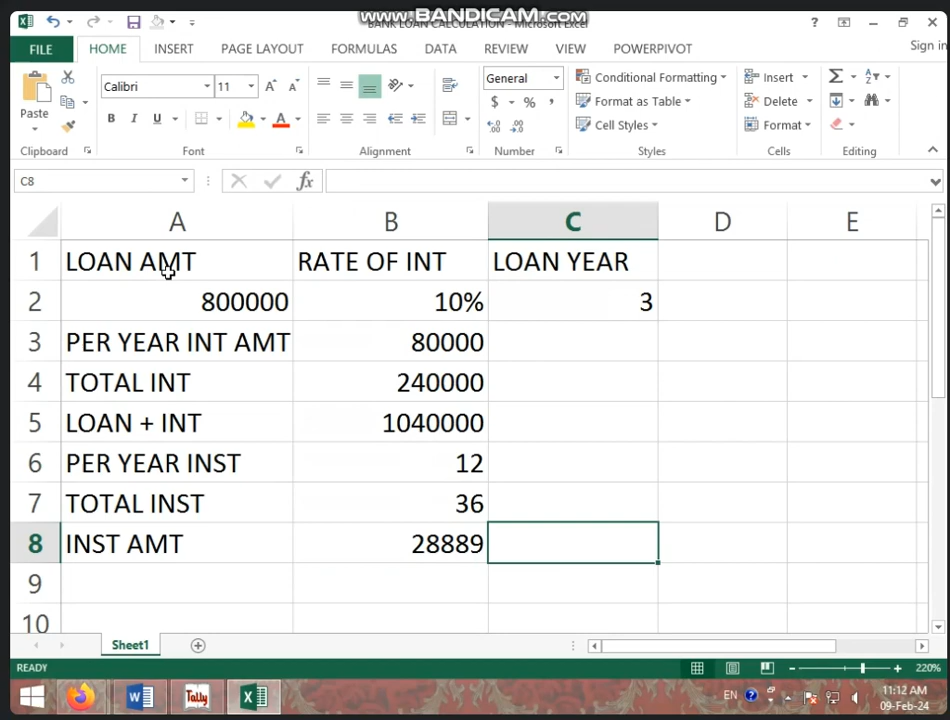 www.BANDICAM.com
BANK LOAN CALCULATION - Microsoft Excel
FILE HOME INSERT PAGE LAYOUT FORMULAS DATA REVIEW VIEW POWERPIVOT Sign in
Calibri 11 General Conditional Formatting Insert
Paste Format as Table Delete
B I U $ % , Cell Styles Format
Clipboard Font Alignment Number Styles Cells Editing
C8 fx
A B C D E
1 LOAN AMT RATE OF INT LOAN YEAR
2 800000 10% 3
3 PER YEAR INT AMT 80000
4 TOTAL INT 240000
5 LOAN + INT 1040000
6 PER YEAR INST 12
7 TOTAL INST 36
8 INST AMT 28889
9
10
Sheet1
READY 220%
Tally EN 11:12 AM
09-Feb-24